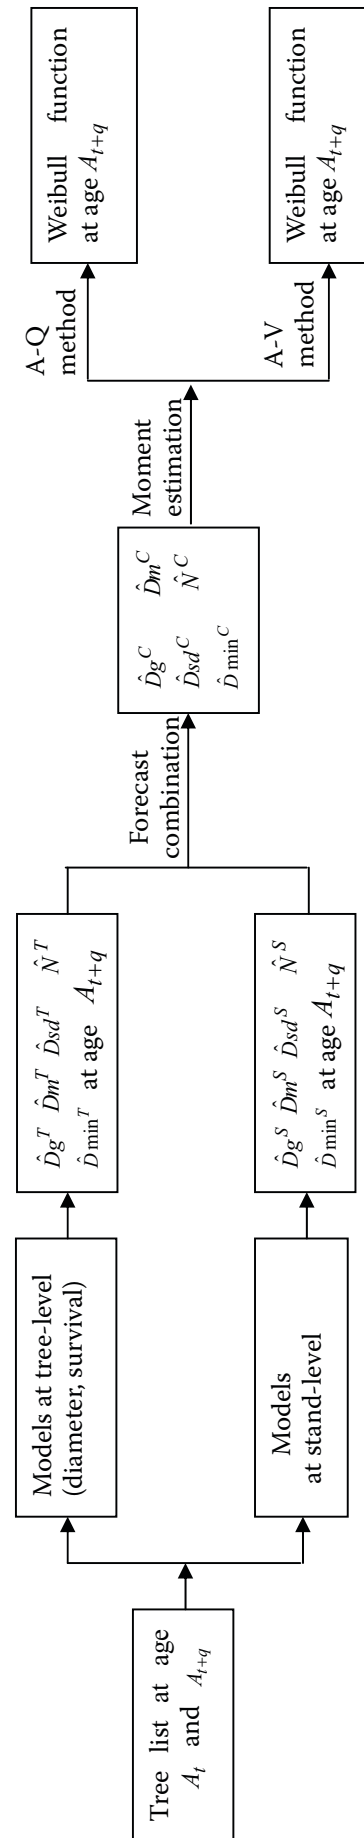 Tree list at age
A_t and A_{t+q}
Models at tree-level
(diameter, survival)
Models
at stand-level
D̂g^T D̂m^T D̂sd^T N̂^T
D̂min^T at age A_{t+q}
D̂g^S D̂m^S D̂sd^S N̂^S
D̂min^S at age A_{t+q}
Forecast
combination
D̂g^C D̂m^C
D̂sd^C N̂^C
D̂min^C
Moment
estimation
A-Q
method
A-V
method
Weibull function
at age A_{t+q}
Weibull function
at age A_{t+q}